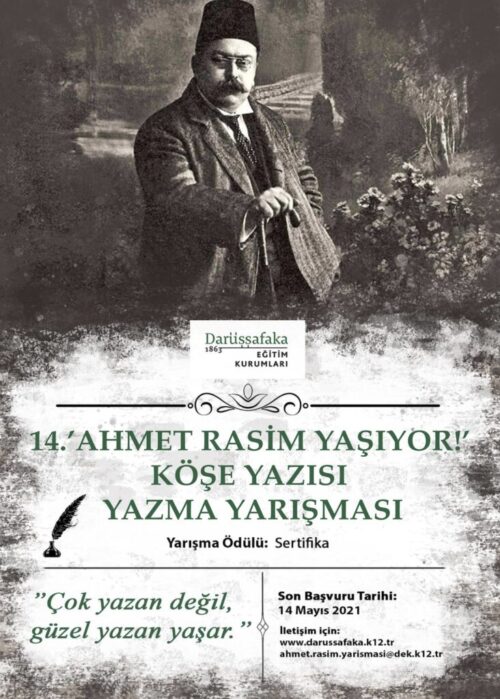 Darüşşafaka
1863
EĞİTİM
KURUMLARI
14.'AHMET RASİM YAŞIYOR!'
KÖŞE YAZISI
YAZMA YARIŞMASI
Yarışma Ödülü: Sertifika
"Çok yazan değil,
güzel yazan yaşar."
Son Başvuru Tarihi:
14 Mayıs 2021
İletişim için:
www.darussafaka.k12.tr
ahmet.rasim.yarismasi@dek.k12.tr